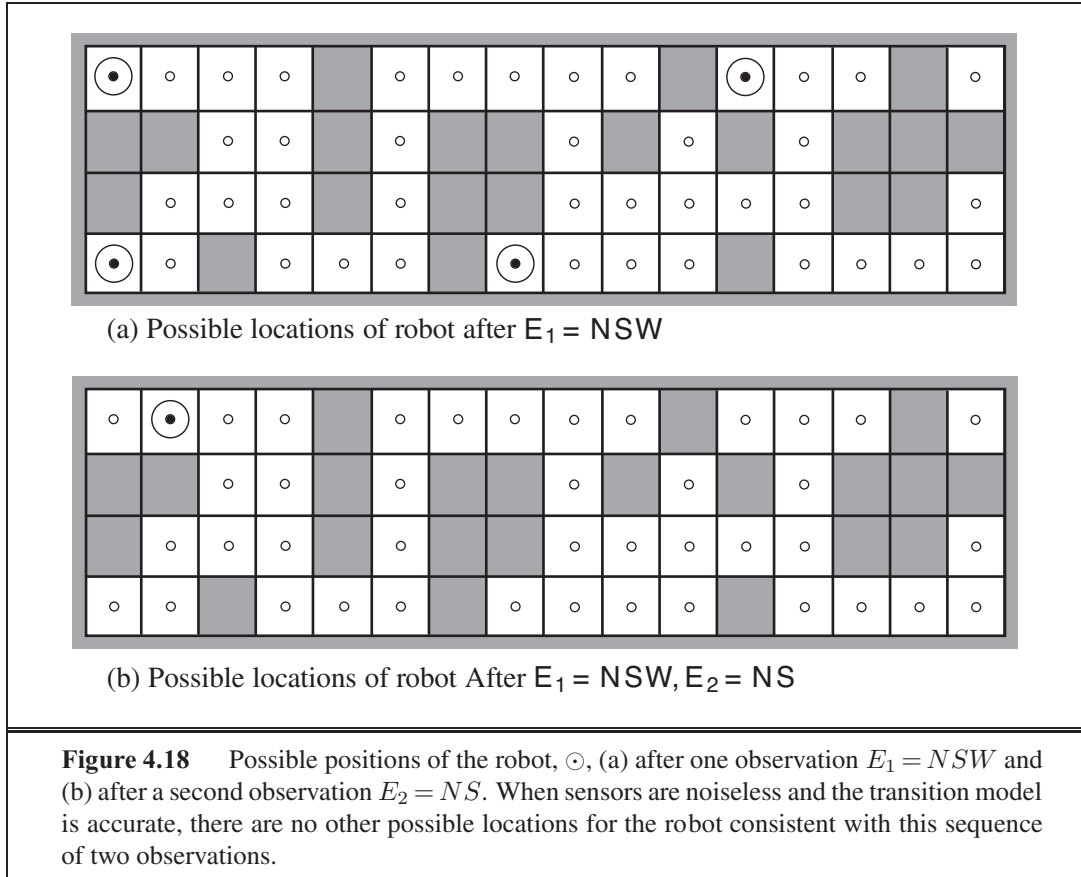 (a) Possible locations of robot after E₁ = NSW
(b) Possible locations of robot After E₁ = NSW, E₂ = NS
Figure 4.18 Possible positions of the robot, ⊙, (a) after one observation E₁ = NSW and
(b) after a second observation E₂ = NS. When sensors are noiseless and the transition model
is accurate, there are no other possible locations for the robot consistent with this sequence
of two observations.